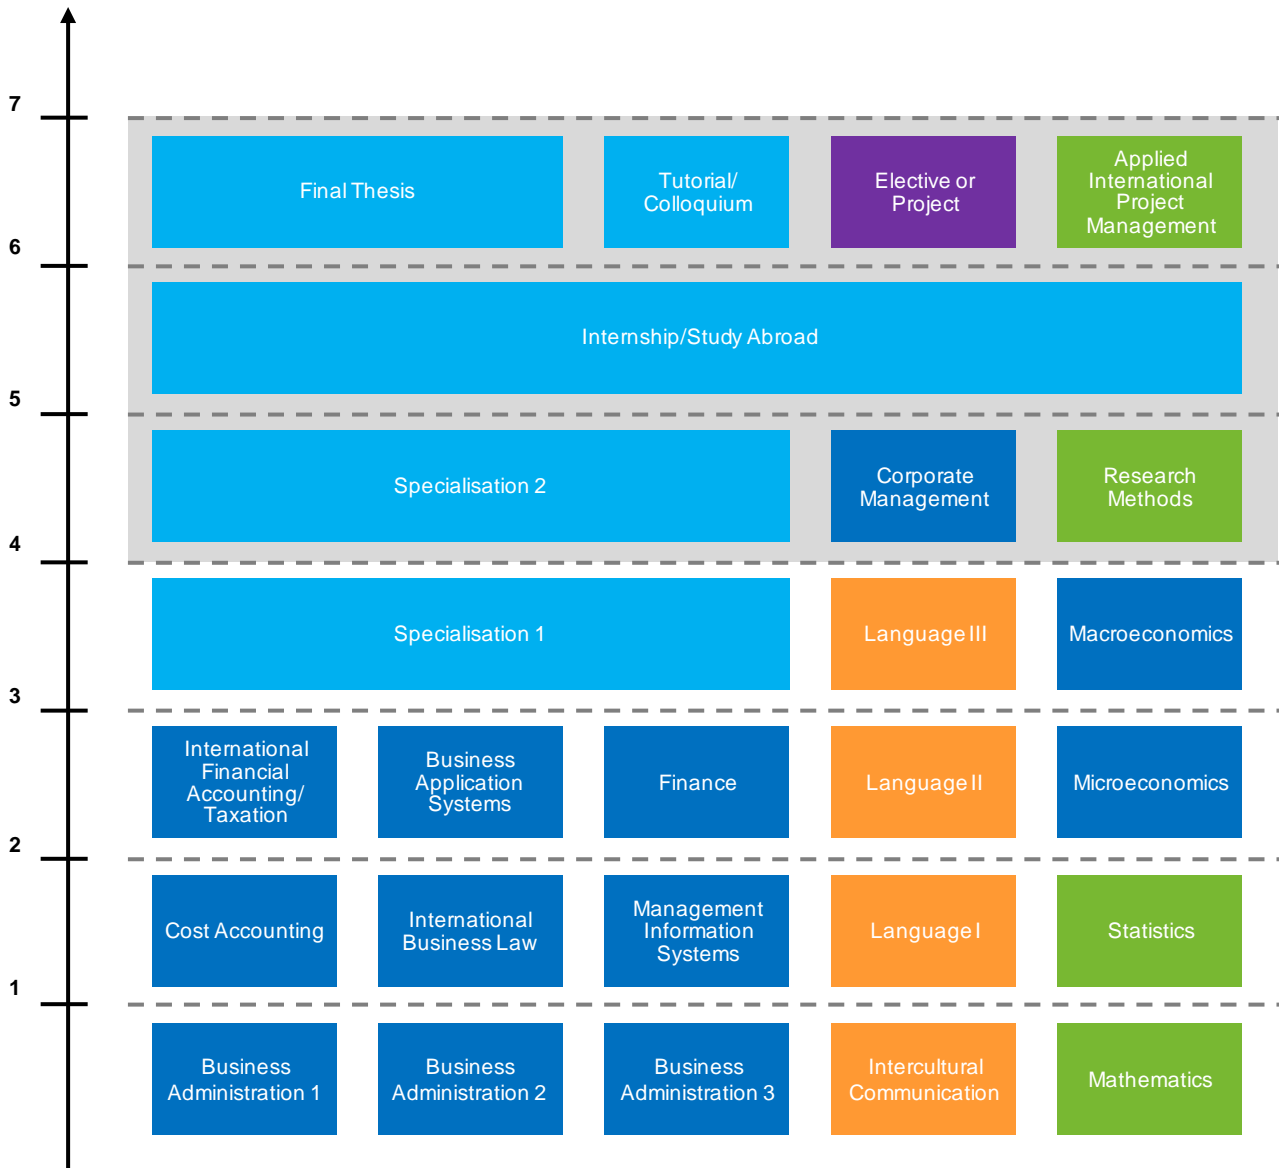 7
Final Thesis
Tutorial/
Colloquium
Elective or
Project
Applied
International
Project
Management
6
Internship/Study Abroad
5
Specialisation 2
Corporate
Management
Research
Methods
4
Specialisation 1
Language III
Macroeconomics
3
International
Financial
Accounting/
Taxation
Business
Application
Systems
Finance
Language II
Microeconomics
2
Cost Accounting
International
Business Law
Management
Information
Systems
Language I
Statistics
1
Business
Administration 1
Business
Administration 2
Business
Administration 3
Intercultural
Communication
Mathematics